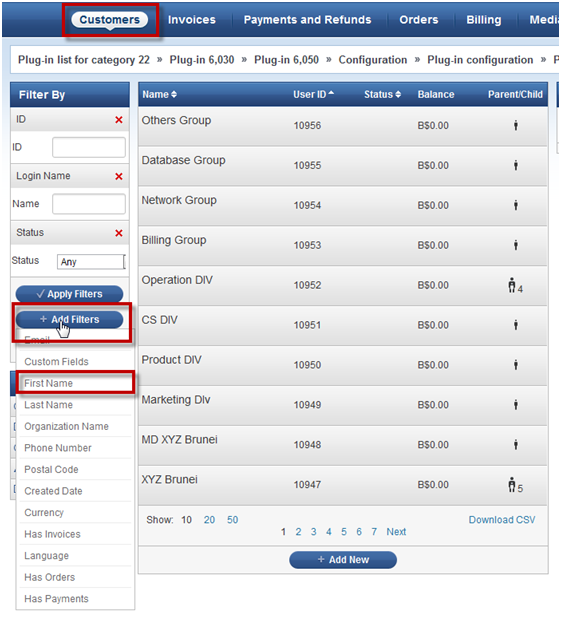 Customers Invoices Payments and Refunds Orders Billing
Plug-in list for category 22 » Plug-in 6,030 » Plug-in 6,050 » Configuration » Plug-in configuration »
Filter By
ID
ID
Login Name
Name
Status
Status Any
Apply Filters
+ Add Filters
Email
Custom Fields
First Name
Last Name
Organization Name
Phone Number
Postal Code
Created Date
Currency
Has Invoices
Language
Has Orders
Has Payments
Name User ID Status Balance Parent/Child
Others Group 10956 B$0.00
Database Group 10955 B$0.00
Network Group 10954 B$0.00
Billing Group 10953 B$0.00
Operation DIV 10952 B$0.00 4
CS DIV 10951 B$0.00
Product DIV 10950 B$0.00
Marketing DIv 10949 B$0.00
MD XYZ Brunei 10948 B$0.00
XYZ Brunei 10947 B$0.00 5
Show: 10 20 50 Download CSV
1 2 3 4 5 6 7 Next
+ Add New